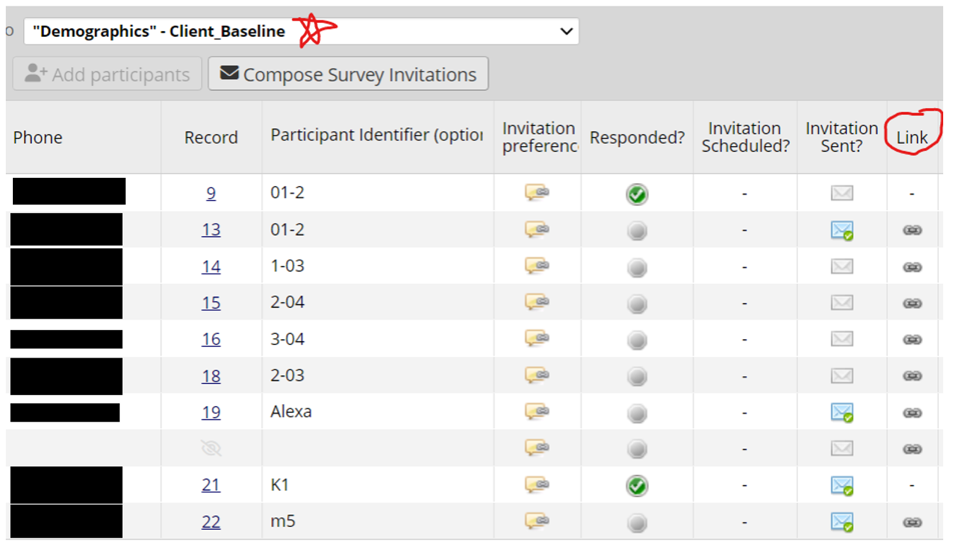 o "Demographics" - Client_Baseline
Add participants Compose Survey Invitations
Phone Record Participant Identifier (option Invitation preferenc Responded? Invitation Scheduled? Invitation Sent? Link
9 01-2 - -
13 01-2 -
14 1-03 -
15 2-04 -
16 3-04 -
18 2-03 -
19 Alexa -
-
21 K1 - -
22 m5 -